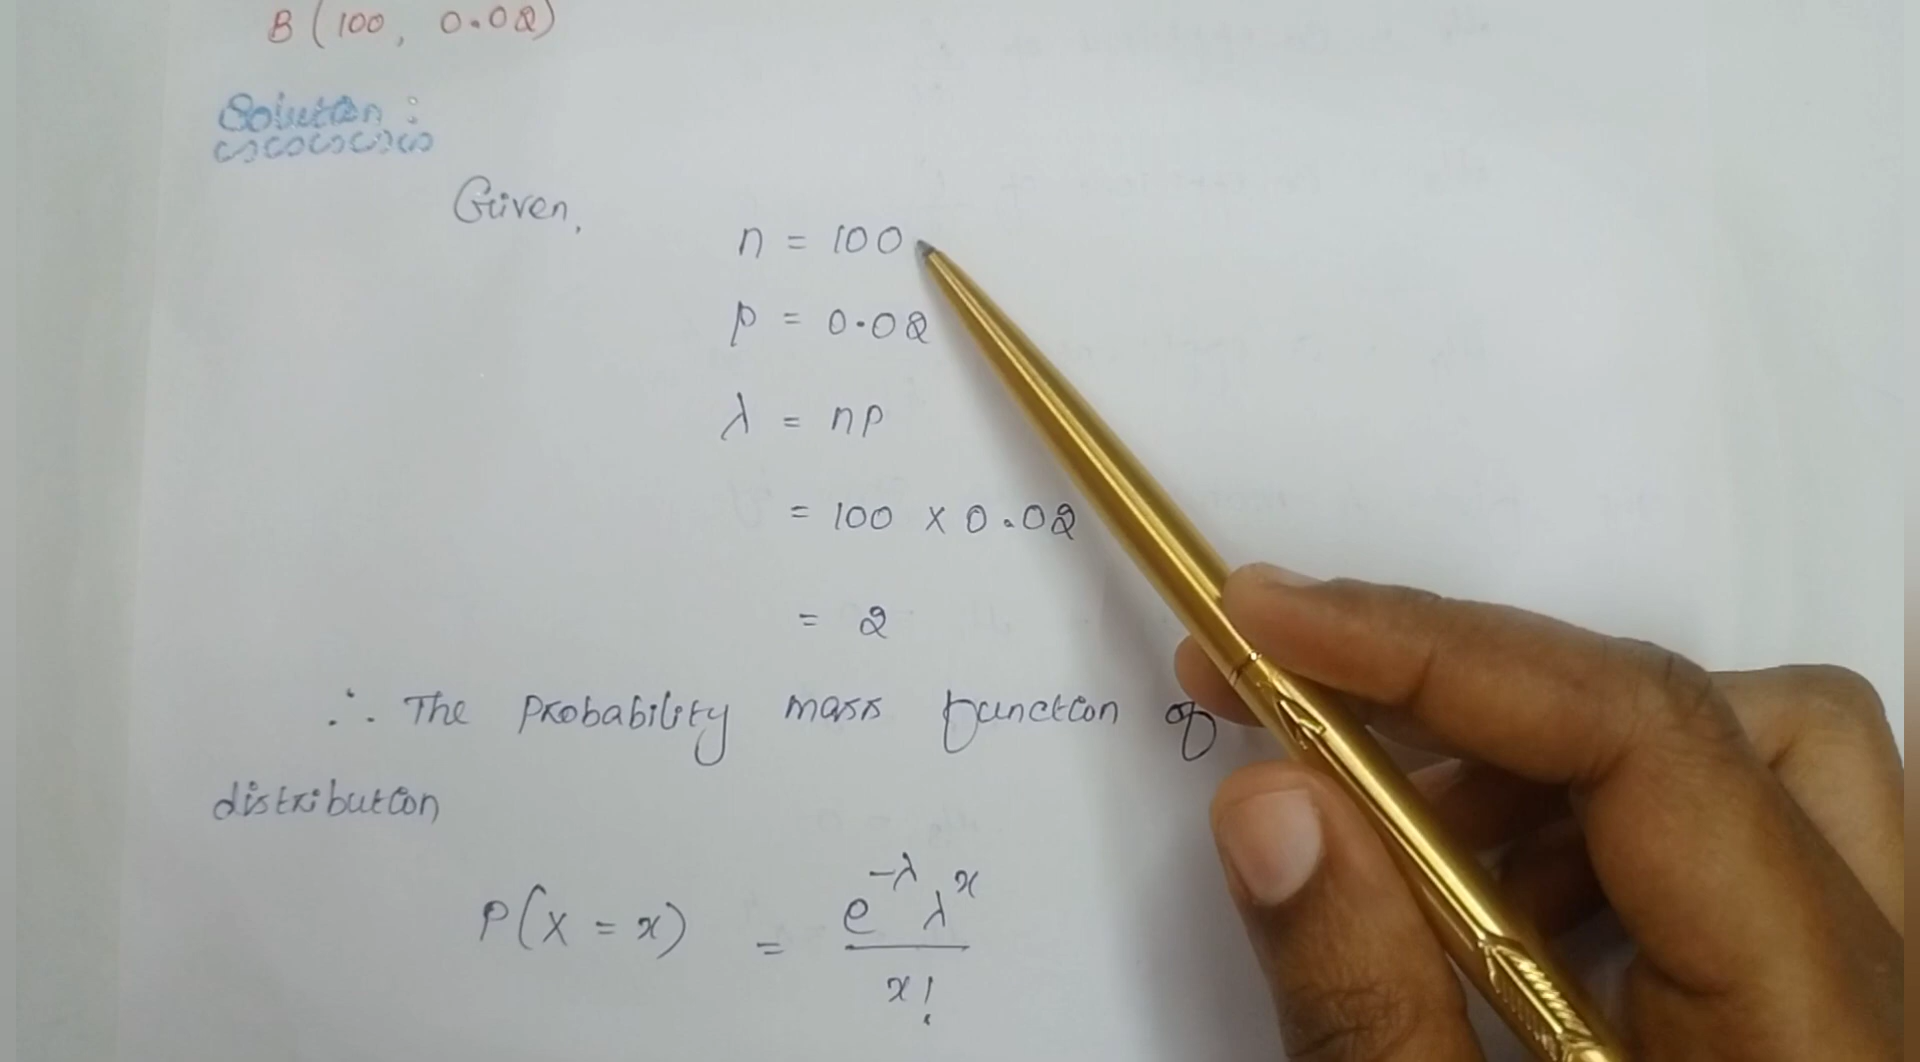 B (100, 0.02)
Solution :
Given,
n = 100
p = 0.02
λ = np
= 100 x 0.02
= 2
∴ The probability mass function of
distribution
P(X = x) = e^-λ λ^x / x!